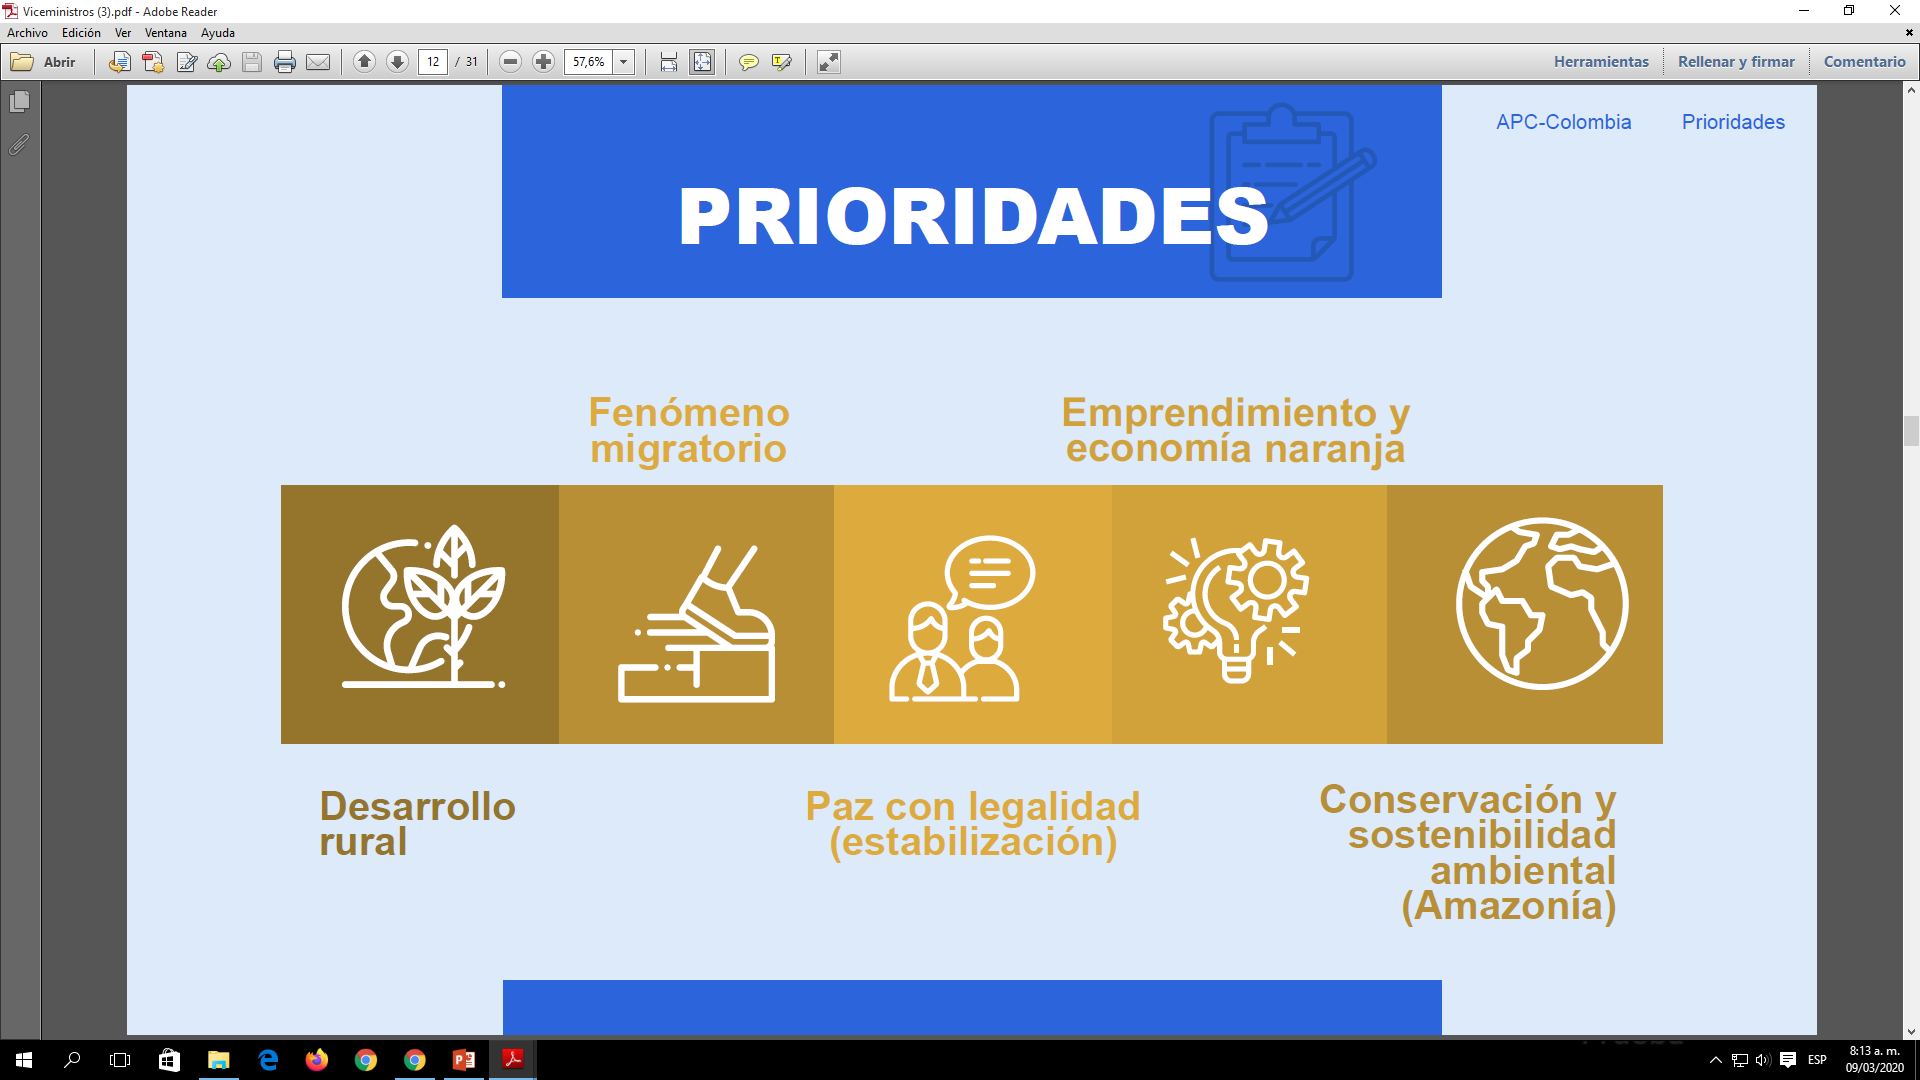 Viceministros (3).pdf - Adobe Reader
Archivo Edición Ver Ventana Ayuda
Abrir 12 / 31 57,6% Herramientas Rellenar y firmar Comentario
APC-Colombia Prioridades
PRIORIDADES
Fenómeno
migratorio
Emprendimiento y
economía naranja
Desarrollo
rural
Paz con legalidad
(estabilización)
Conservación y
sostenibilidad
ambiental
(Amazonía)
ESP
8:13 a. m.
09/03/2020